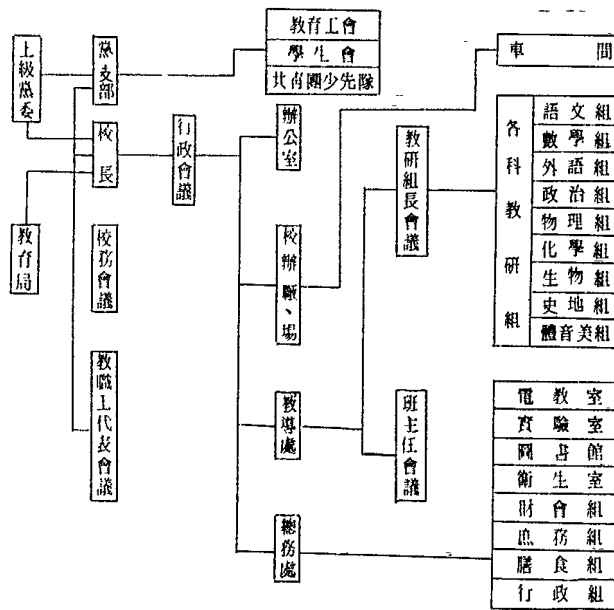 上級黨委
教育局
黨支部
校長
校務會議
教職工代表會議
行政會議
教育工會
學生會
共青團少先隊
辦公室
校辦廠、場
教導處
總務處
教研組長會議
班主任會議
車間
各科教研組
語文組
數學組
外語組
政治組
物理組
化學組
生物組
史地組
體音美組
電教室
實驗室
圖書館
衛生室
財會組
庶務組
膳食組
行政組